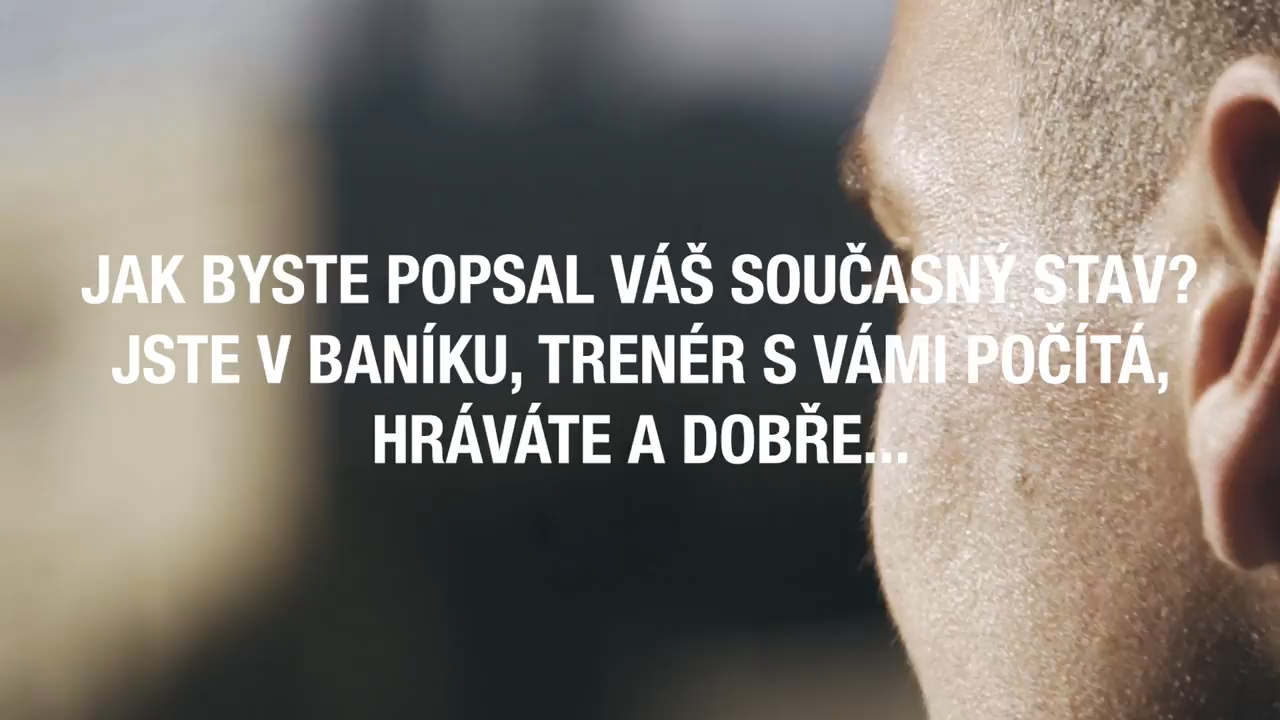 JAK BYSTE POPSAL VÁŠ SOUČASNÝ STAV?
JSTE V BANÍKU, TRENÉR S VÁMI POČÍTÁ,
HRÁVÁTE A DOBŘE...